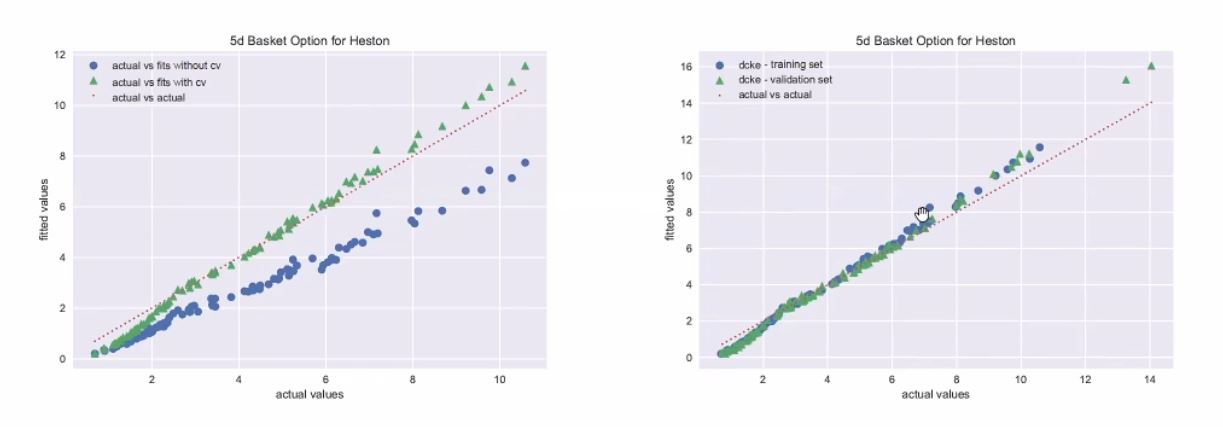 5d Basket Option for Heston
actual vs fits without cv
actual vs fits with cv
actual vs actual
fitted values
12
10
8
6
4
2
0
2
4
6
8
10
actual values
5d Basket Option for Heston
dcke - training set
dcke - validation set
actual vs actual
fitted values
16
14
12
10
8
6
4
2
0
2
4
6
8
10
12
14
actual values